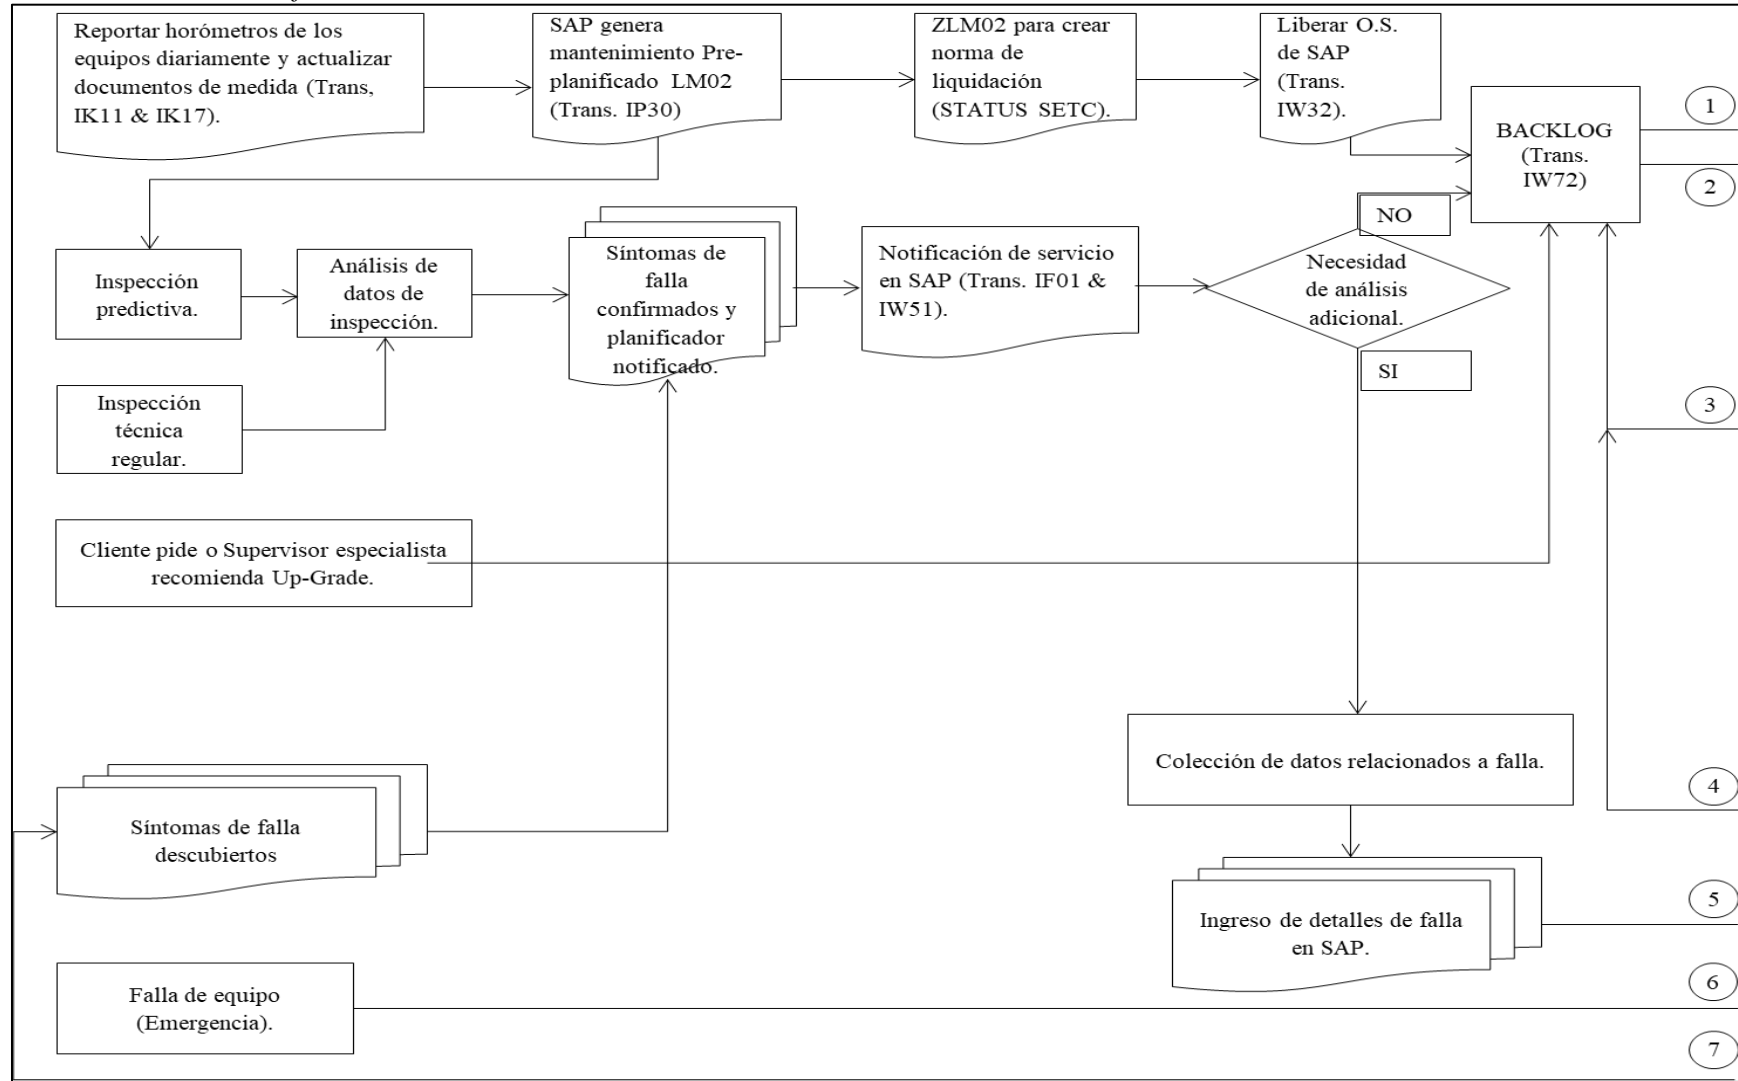 Reportar horómetros de los
equipos diariamente y actualizar
documentos de medida (Trans,
IK11 & IK17).
SAP genera
mantenimiento Pre-
planificado LM02
(Trans. IP30)
ZLM02 para crear
norma de
liquidación
(STATUS SETC).
Liberar O.S.
de SAP
(Trans.
IW32).
BACKLOG
(Trans.
IW72)
1
2
NO
Inspección
predictiva.
Análisis de
datos de
inspección.
Síntomas de
falla
confirmados y
planificador
notificado.
Notificación de servicio
en SAP (Trans. IF01 &
IW51).
Necesidad
de análisis
adicional.
SI
3
Inspección
técnica
regular.
Cliente pide o Supervisor especialista
recomienda Up-Grade.
Colección de datos relacionados a falla.
4
Síntomas de falla
descubiertos
Ingreso de detalles de falla
en SAP.
5
Falla de equipo
(Emergencia).
6
7